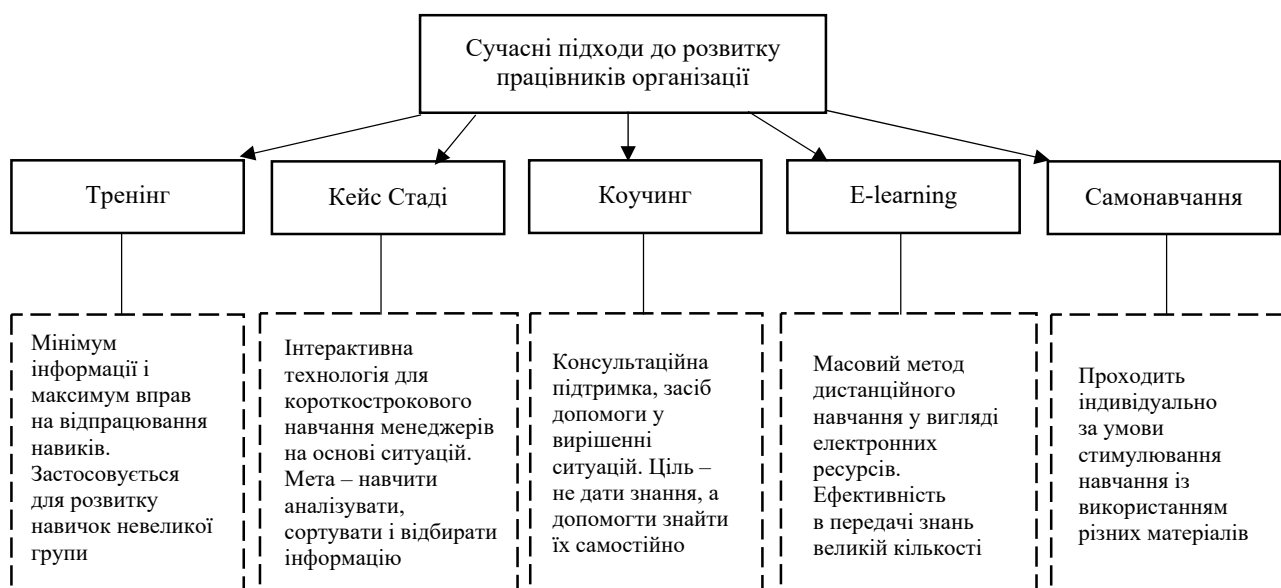 Сучасні підходи до розвитку
працівників організації
Тренінг
Кейс Стаді
Коучинг
E-learning
Самонавчання
Мінімум
інформації і
максимум вправ
на відпрацювання
навиків.
Застосовується
для розвитку
навичок невеликої
групи
Інтерактивна
технологія для
короткострокового
навчання менеджерів
на основі ситуацій.
Мета – навчити
аналізувати,
сортувати і відбирати
інформацію
Консультаційна
підтримка, засіб
допомоги у
вирішенні
ситуацій. Ціль –
не дати знання, а
допомогти знайти
їх самостійно
Масовий метод
дистанційного
навчання у вигляді
електронних
ресурсів.
Ефективність
в передачі знань
великій кількості
Проходить
індивідуально
за умови
стимулювання
навчання із
використанням
різних матеріалів